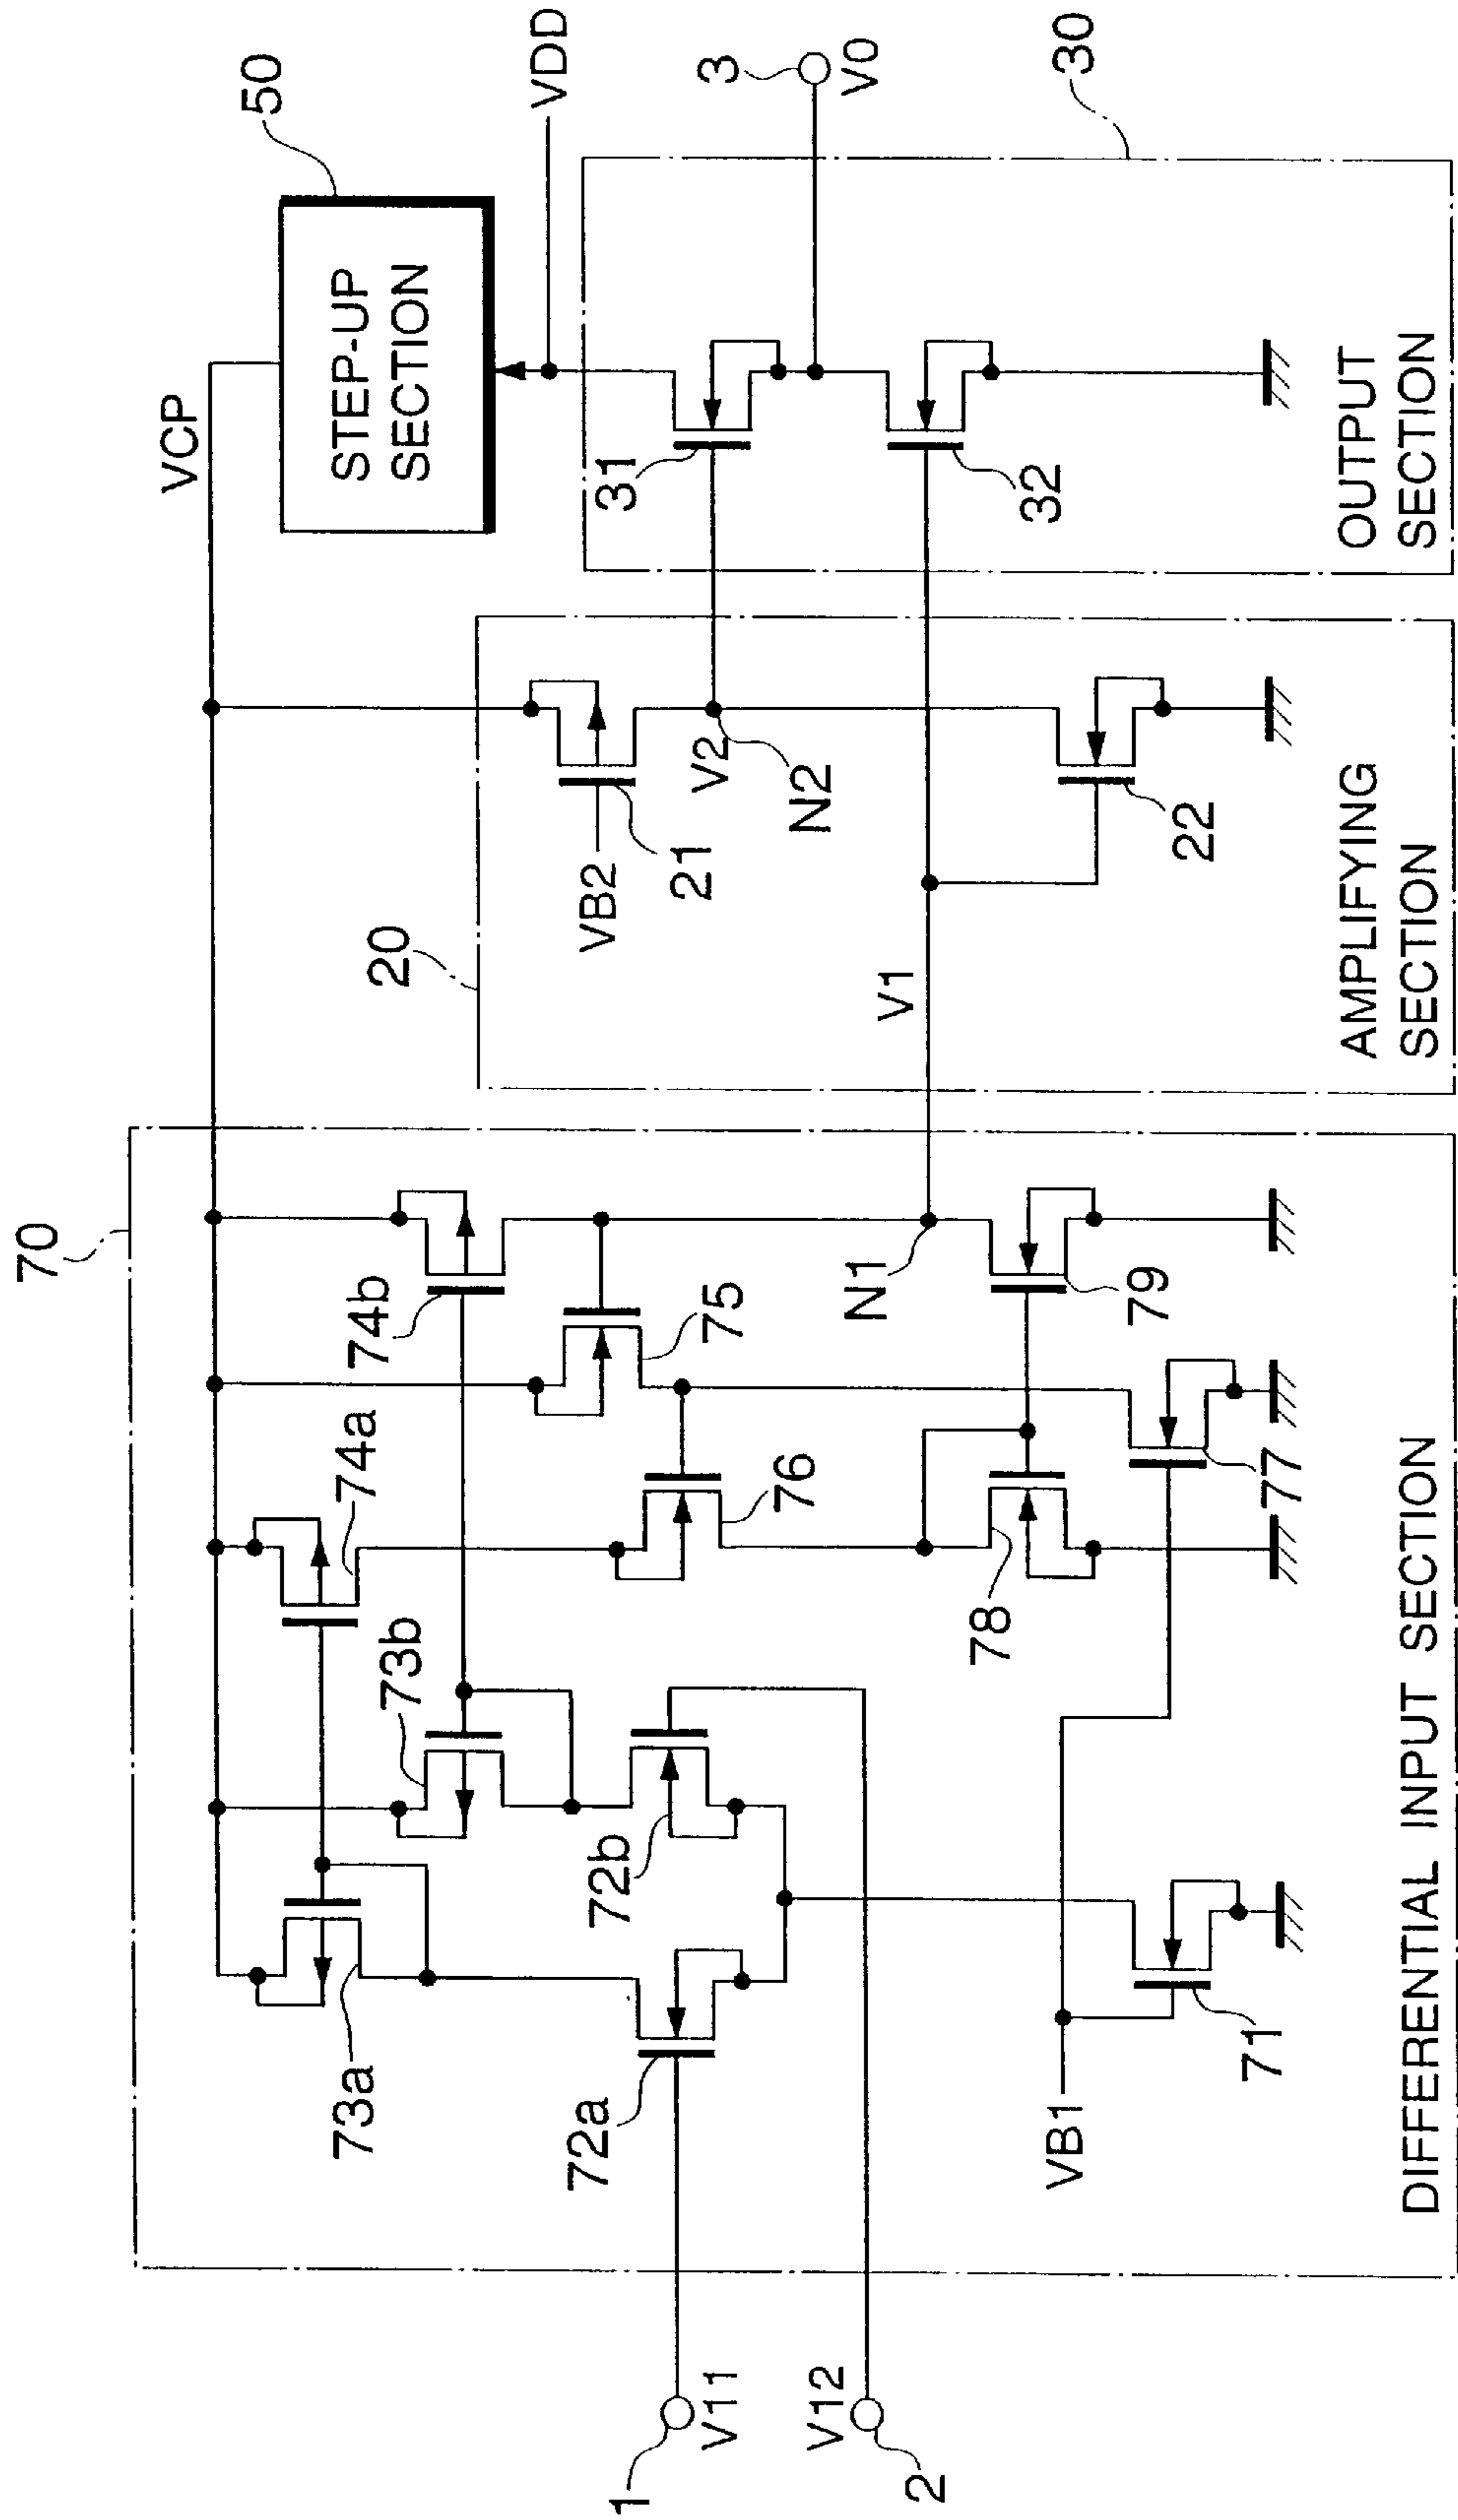 70
73a
73b
74a
74b
75
76
72a
72b
78
79
77
71
N1
VB1
1
V11
V12
2
DIFFERENTIAL INPUT SECTION
20
VB2
21
V2
N2
V1
22
AMPLIFYING
SECTION
VCP
50
STEP-UP
SECTION
VDD
31
32
3
V0
30
OUTPUT
SECTION